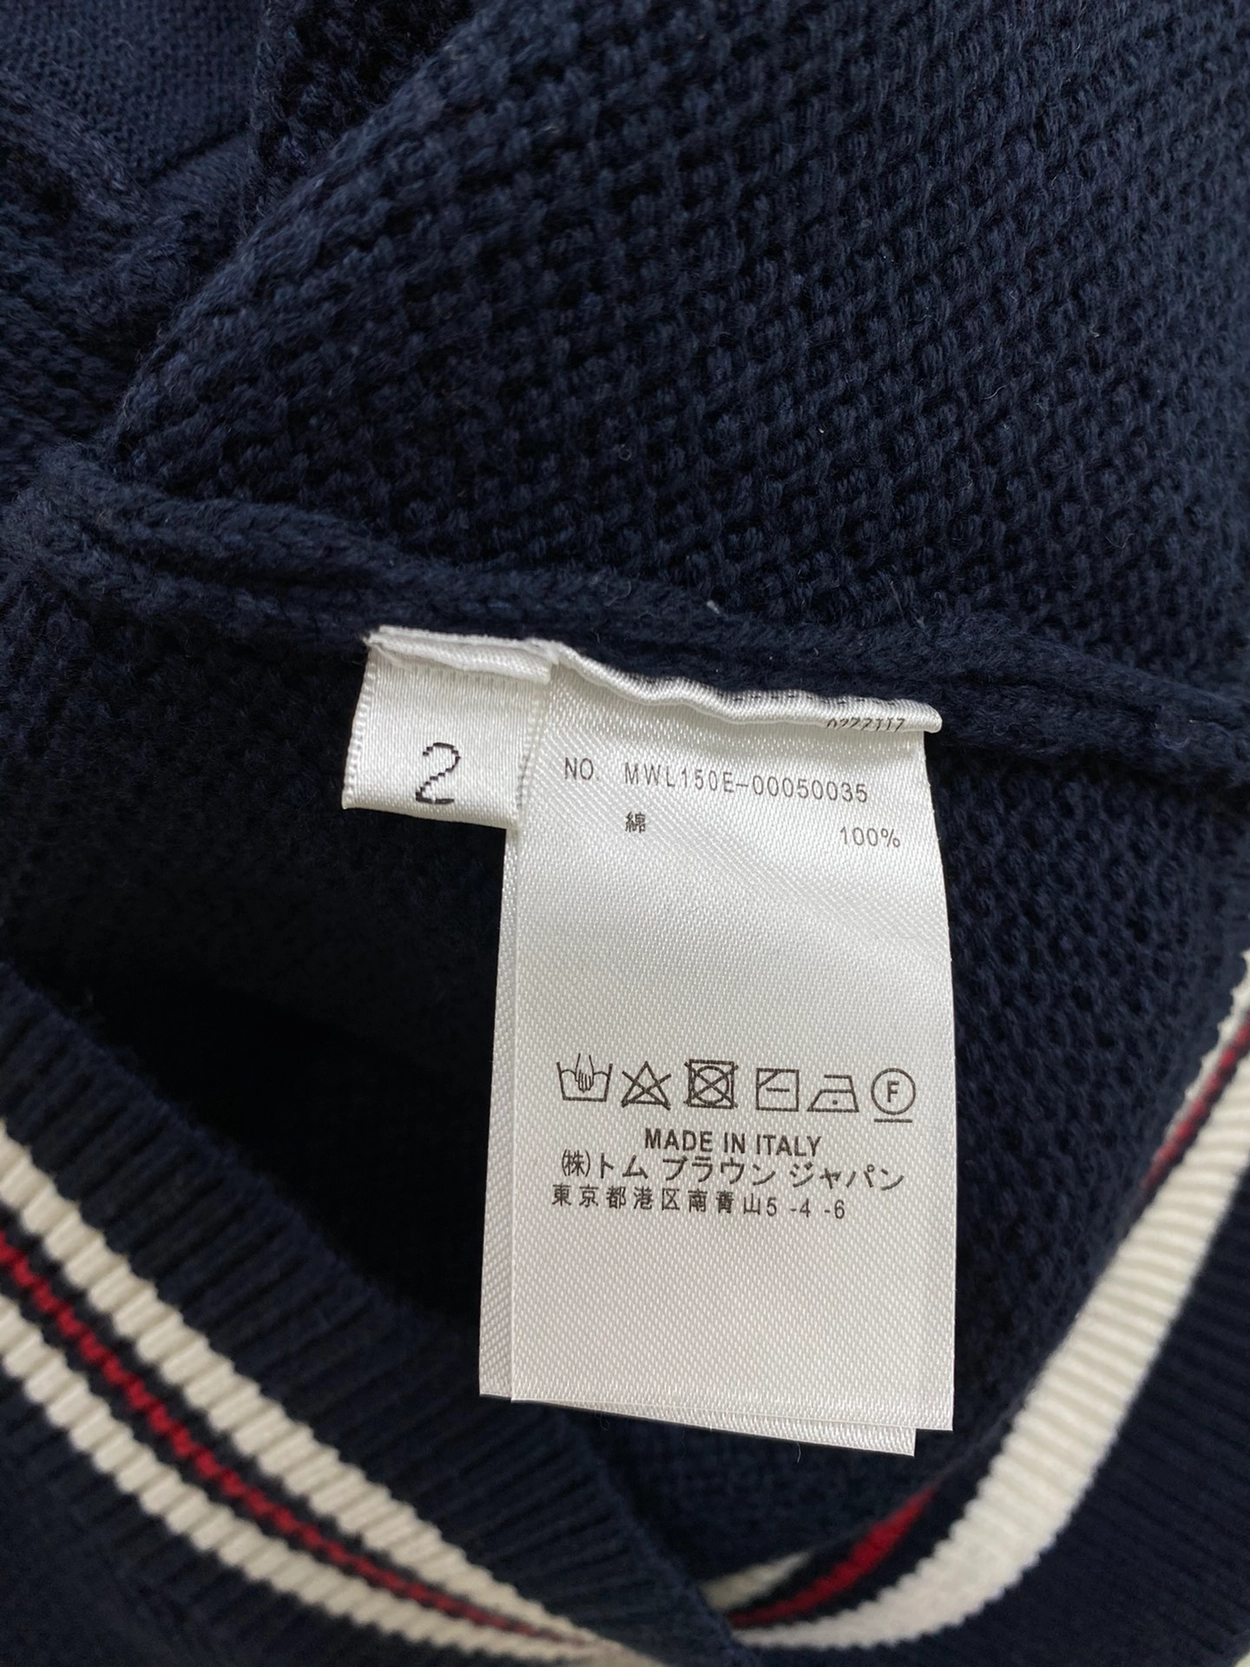 2
NO MWL150E-00050035
綿 100%
F
MADE IN ITALY
(株)トム ブラウン ジャパン
東京都港区南青山5 -4 -6